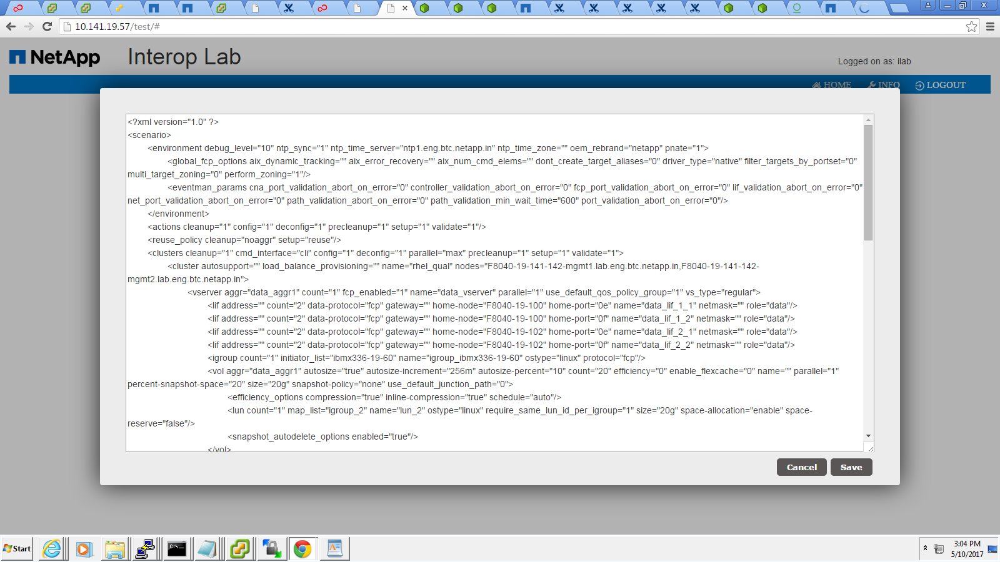 10.141.19.57/test/#
NetApp
Interop Lab
Logged on as: ilab
HOME
INFO
LOGOUT
<?xml version="1.0" ?>
<scenario>
<environment debug_level="10" ntp_sync="1" ntp_time_server="ntp1.eng.btc.netapp.in" ntp_time_zone="" oem_rebrand="netapp" pnate="1">
<global_fcp_options aix_dynamic_tracking="" aix_error_recovery="" aix_num_cmd_elems="" dont_create_target_aliases="0" driver_type="native" filter_targets_by_portset="0"
multi_target_zoning="0" perform_zoning="1"/>
<eventman_params cna_port_validation_abort_on_error="0" controller_validation_abort_on_error="0" fcp_port_validation_abort_on_error="0" lif_validation_abort_on_error="0"
net_port_validation_abort_on_error="0" path_validation_abort_on_error="0" path_validation_min_wait_time="600" port_validation_abort_on_error="0"/>
</environment>
<actions cleanup="1" config="1" deconfig="1" precleanup="1" setup="1" validate="1"/>
<reuse_policy cleanup="noaggr" setup="reuse"/>
<clusters cleanup="1" cmd_interface="cli" config="1" deconfig="1" parallel="max" precleanup="1" setup="1" validate="1">
<cluster autosupport="" load_balance_provisioning="" name="rhel_qual" nodes="F8040-19-141-142-mgmt1.lab.eng.btc.netapp.in,F8040-19-141-142-
mgmt2.lab.eng.btc.netapp.in">
<vserver aggr="data_aggr1" count="1" fcp_enabled="1" name="data_vserver" parallel="1" use_default_qos_policy_group="1" vs_type="regular">
<lif address="" count="2" data-protocol="fcp" gateway="" home-node="F8040-19-100" home-port="0e" name="data_lif_1_1" netmask="" role="data"/>
<lif address="" count="2" data-protocol="fcp" gateway="" home-node="F8040-19-100" home-port="0f" name="data_lif_1_2" netmask="" role="data"/>
<lif address="" count="2" data-protocol="fcp" gateway="" home-node="F8040-19-102" home-port="0e" name="data_lif_2_1" netmask="" role="data"/>
<lif address="" count="2" data-protocol="fcp" gateway="" home-node="F8040-19-102" home-port="0f" name="data_lif_2_2" netmask="" role="data"/>
<igroup count="1" initiator_list="ibmx336-19-60" name="igroup_ibmx336-19-60" ostype="linux" protocol="fcp"/>
<vol aggr="data_aggr1" autosize="true" autosize-increment="256m" autosize-percent="10" count="20" efficiency="0" enable_flexcache="0" name="" parallel="1"
percent-snapshot-space="20" size="20g" snapshot-policy="none" use_default_junction_path="0">
<efficiency_options compression="true" inline-compression="true" schedule="auto"/>
<lun count="1" map_list="igroup_2" name="lun_2" ostype="linux" require_same_lun_id_per_igroup="1" size="20g" space-allocation="enable" space-
reserve="false"/>
<snapshot_autodelete_options enabled="true"/>
</vol>
Cancel
Save
Start
3:04 PM
5/10/2017